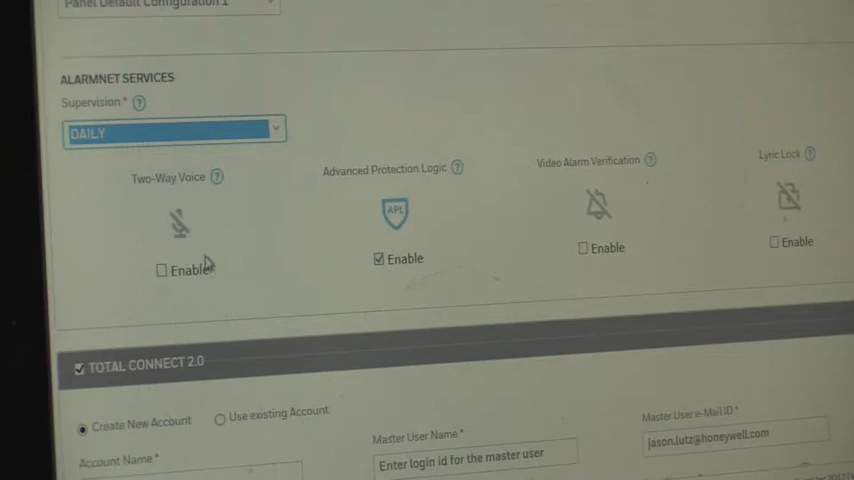 Panel Default Configuration 1
ALARMNET SERVICES
Supervision * ?
DAILY
Two-Way Voice ? Advanced Protection Logic ? Video Alarm Verification ? Lyric Lock ?
APL
Enable Enable Enable Enable
TOTAL CONNECT 2.0
Create New Account Use existing Account
Account Name * Master User Name * Master User e-Mail ID *
Enter login id for the master user jason.lutz@honeywell.com